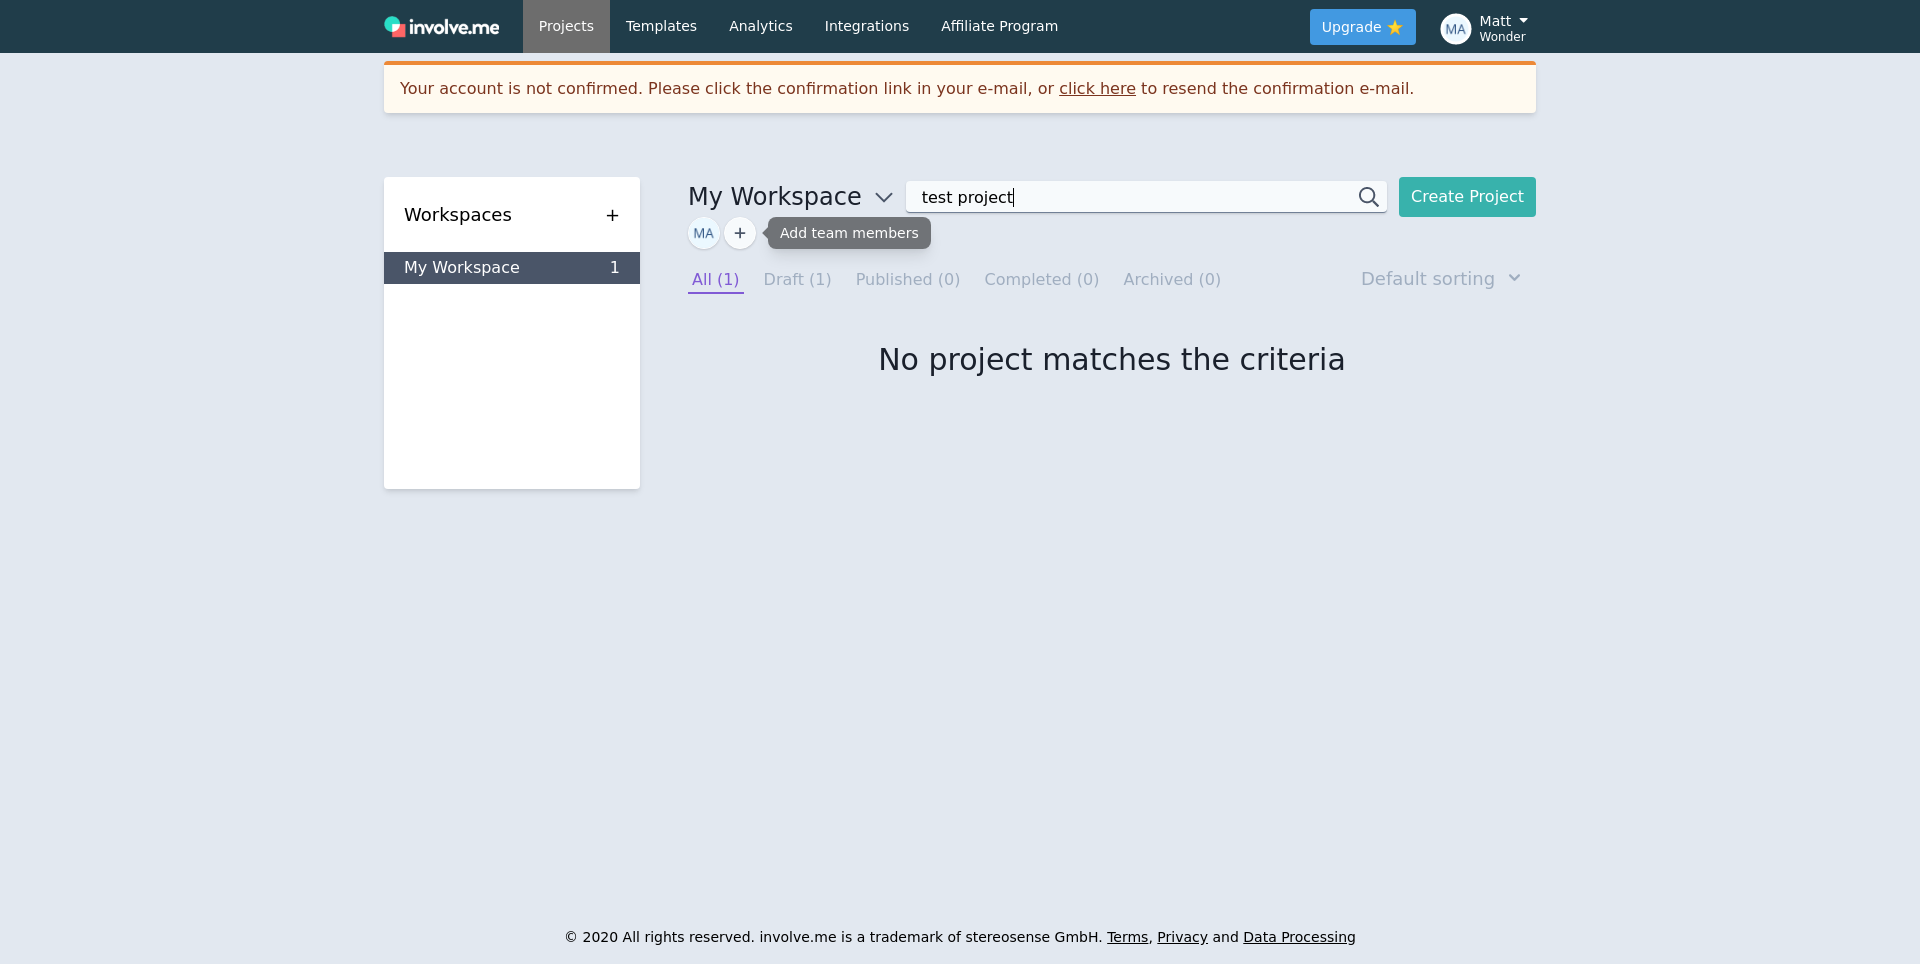 involve.me
Projects
Templates
Analytics
Integrations
Affiliate Program
Upgrade ⭐
MA
Matt
Wonder
Your account is not confirmed. Please click the confirmation link in your e-mail, or click here to resend the confirmation e-mail.
Workspaces +
My Workspace 1
My Workspace
test project
Create Project
MA
+
Add team members
All (1)
Draft (1)
Published (0)
Completed (0)
Archived (0)
Default sorting
No project matches the criteria
© 2020 All rights reserved. involve.me is a trademark of stereosense GmbH. Terms, Privacy and Data Processing